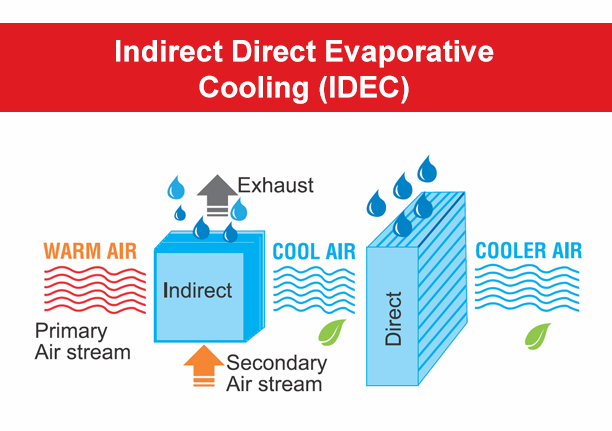 Indirect Direct Evaporative
Cooling (IDEC)
Exhaust
WARM AIR
COOL AIR
COOLER AIR
Indirect
Direct
Primary
Air stream
Secondary
Air stream